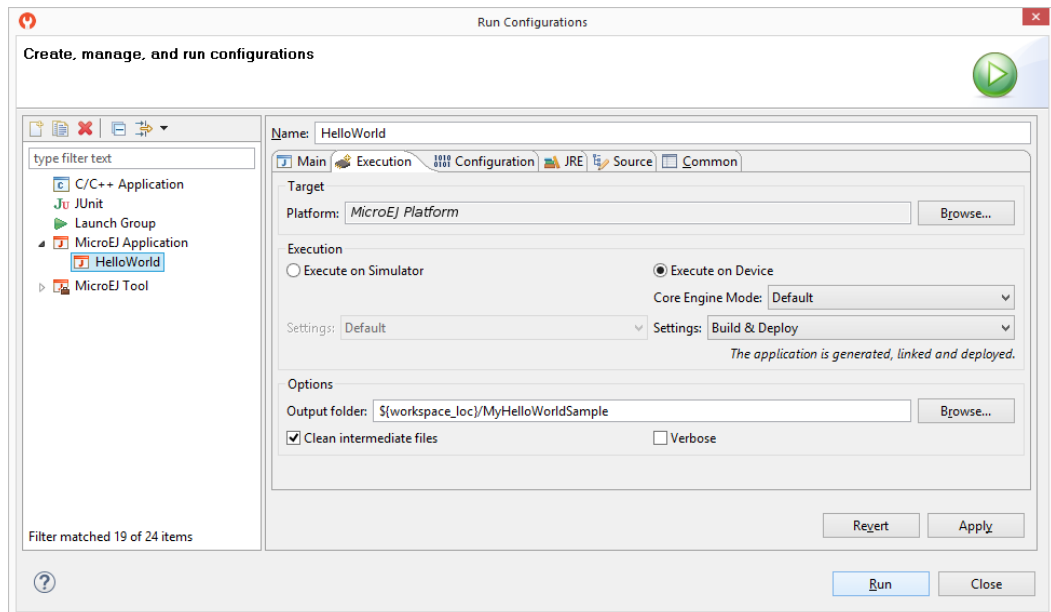 Run Configurations
Create, manage, and run configurations
type filter text
C/C++ Application
Ju JUnit
Launch Group
MicroEJ Application
HelloWorld
MicroEJ Tool
Filter matched 19 of 24 items
Name: HelloWorld
Main Execution Configuration JRE Source Common
Target
Platform: MicroEJ Platform Browse...
Execution
Execute on Simulator Execute on Device
Core Engine Mode: Default
Settings: Default Settings: Build & Deploy
The application is generated, linked and deployed.
Options
Output folder: ${workspace_loc}/MyHelloWorldSample Browse...
Clean intermediate files Verbose
Revert Apply
Run Close